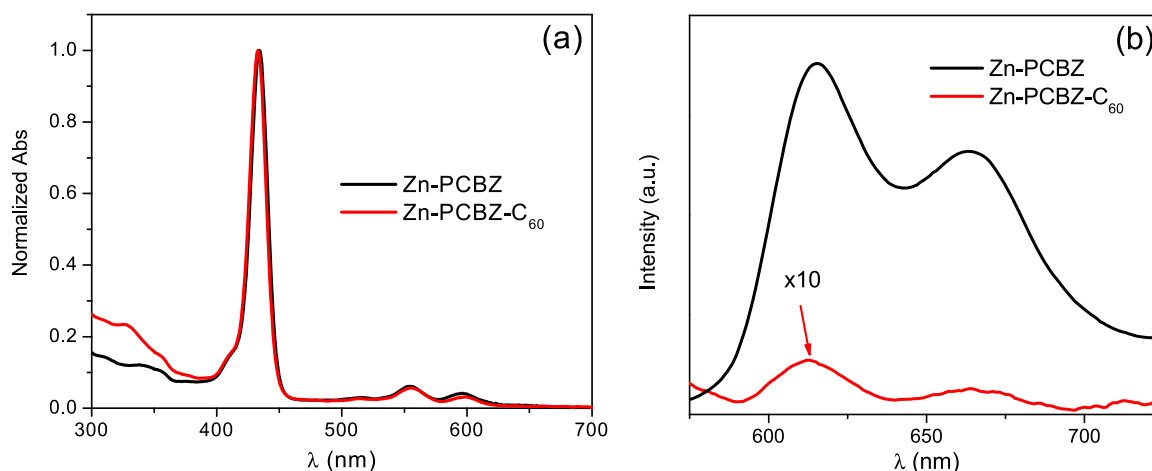 (a)
1.0
0.8
0.6
0.4
0.2
0.0
Normalized Abs
Zn-PCBZ
Zn-PCBZ-C₆₀
300 400 500 600 700
λ (nm)
(b)
Zn-PCBZ
Zn-PCBZ-C₆₀
Intensity (a.u.)
x10
600 650 700
λ (nm)